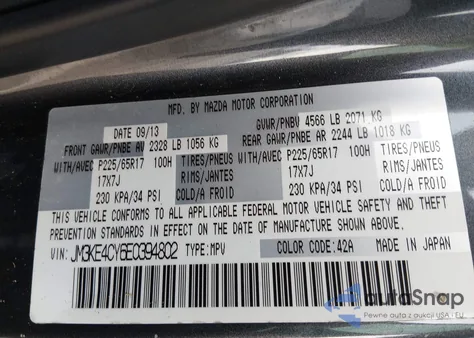 MFD. BY MAZDA MOTOR CORPORATION
DATE 09/13 GVWR/PNBV 4566 LB 2071 KG
FRONT GAWR/PNBE AV 2328 LB 1056 KG REAR GAWR/PNBE AR 2244 LB 1018 KG
WITH/AVEC P225/65R17 100H TIRES/PNEUS WITH/AVEC P225/65R17 100H TIRES/PNEUS
17X7J RIMS/JANTES 17X7J RIMS/JANTES
230 KPA/34 PSI COLD/A FROID 230 KPA/34 PSI COLD/A FROID
THIS VEHICLE CONFORMS TO ALL APPLICABLE FEDERAL MOTOR VEHICLE SAFETY AND THEFT
PREVENTION STANDARDS IN EFFECT ON THE DATE OF MANUFACTURE SHOWN ABOVE.
VIN: JM3KE4CY6E0394802 TYPE: MPV COLOR CODE: 42A MADE IN JAPAN
autoSnap
Pewne auta z aukcji USA i EU